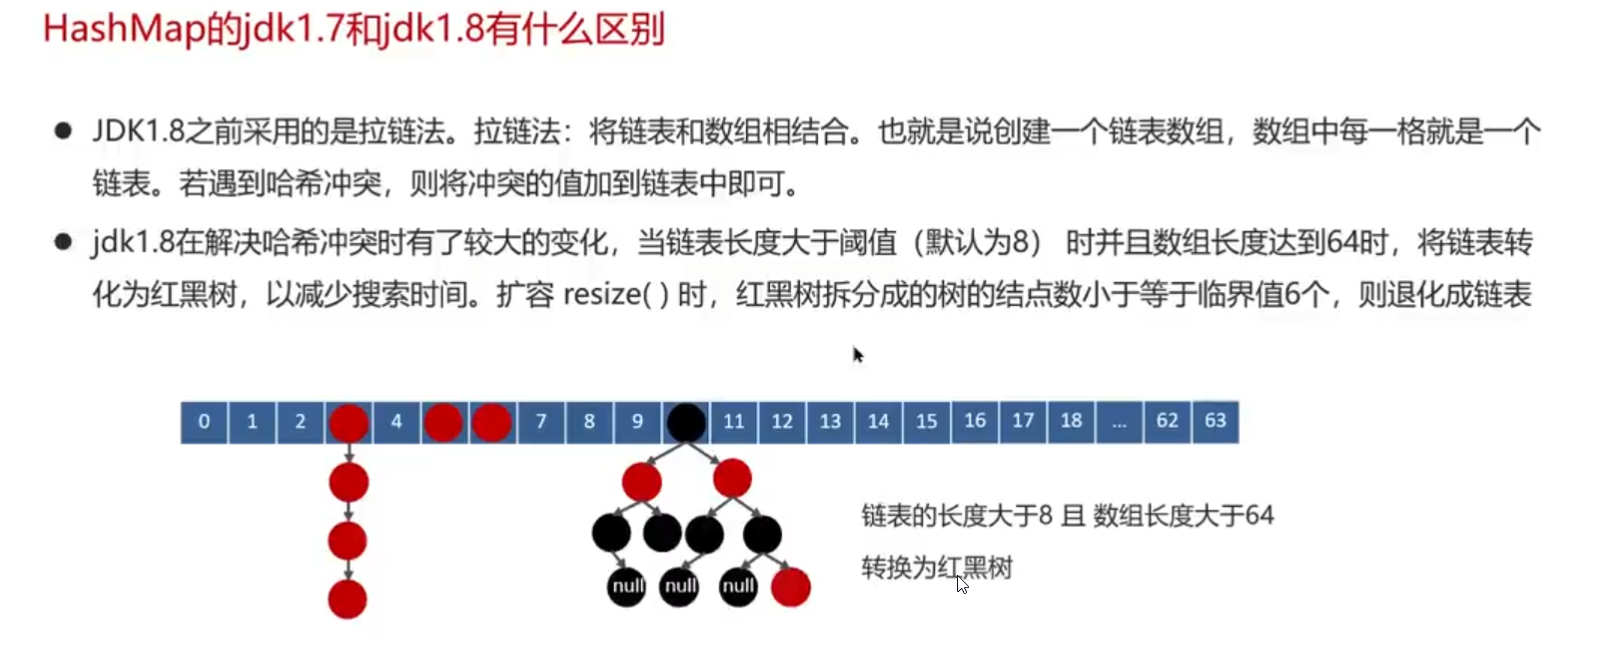 HashMap的jdk1.7和jdk1.8有什么区别
JDK1.8之前采用的是拉链法。拉链法：将链表和数组相结合。也就是说创建一个链表数组，数组中每一格就是一个
链表。若遇到哈希冲突，则将冲突的值加到链表中即可。
jdk1.8在解决哈希冲突时有了较大的变化，当链表长度大于阈值（默认为8） 时并且数组长度达到64时，将链表转
化为红黑树，以减少搜索时间。扩容 resize( ) 时，红黑树拆分成的树的结点数小于等于临界值6个，则退化成链表
0 1 2 4 7 8 9 11 12 13 14 15 16 17 18 ... 62 63
链表的长度大于8 且 数组长度大于64
转换为红黑树
null null null